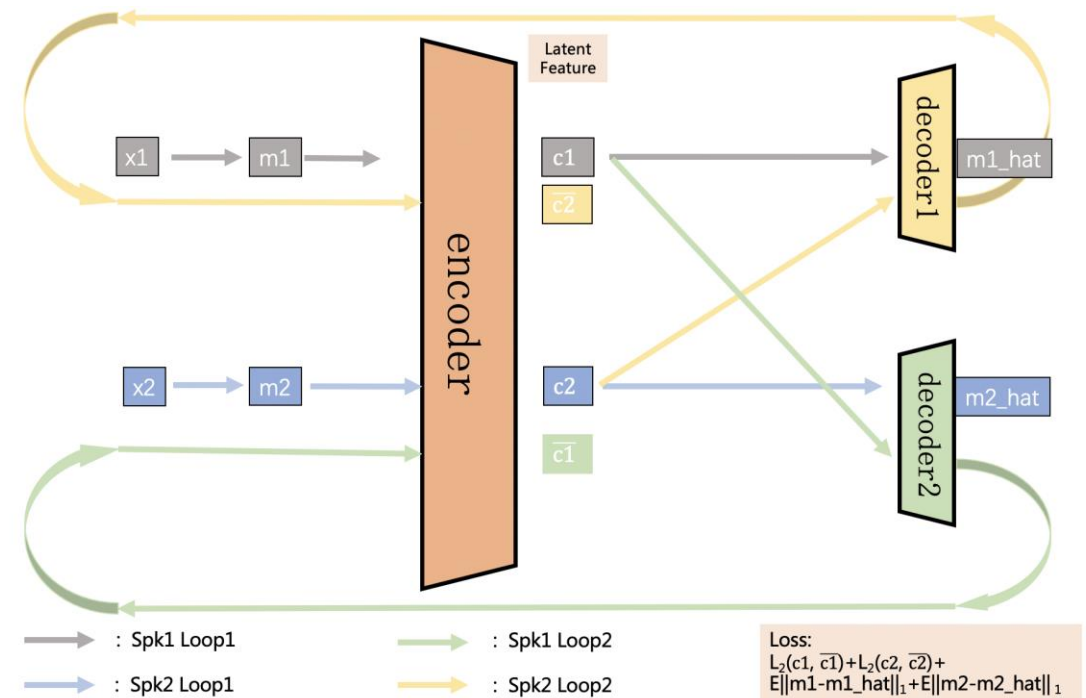 Latent
Feature
x1
m1
c1
m1_hat
decoder1
c2̅
encoder
x2
m2
c2
m2_hat
decoder2
c1̅
: Spk1 Loop1
: Spk1 Loop2
: Spk2 Loop1
: Spk2 Loop2
Loss:
L₂(c1, c1̅)+L₂(c2, c2̅)+
E||m1-m1_hat||₁+E||m2-m2_hat||₁